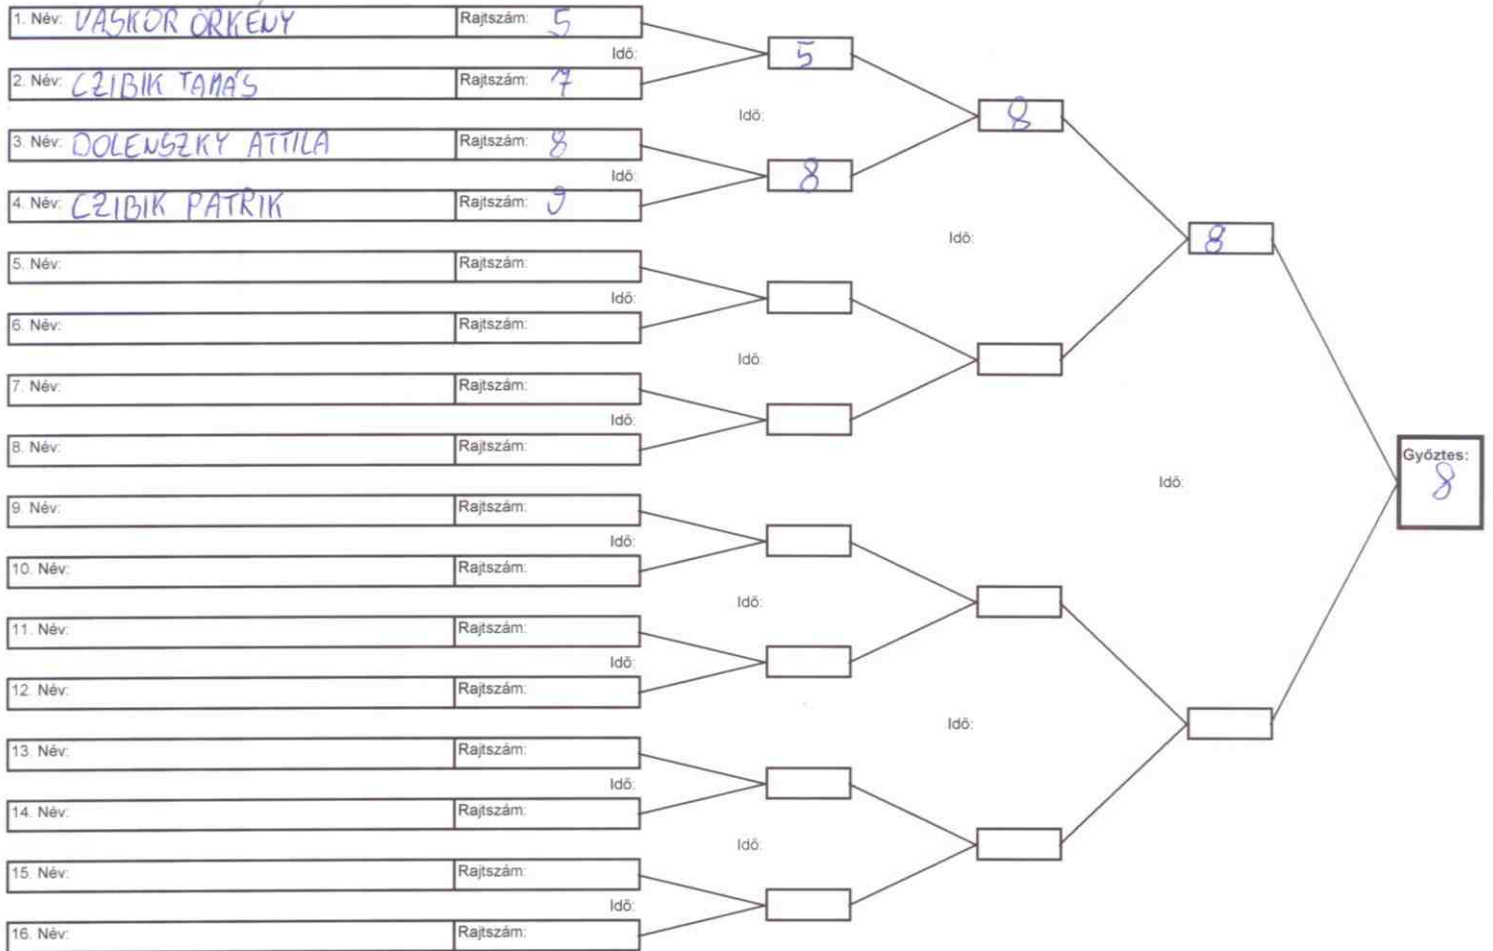 1. Név: VASKOR ÖRKÉNY Rajtszám: 5
Idő:
5
2. Név: CZIBIK TAMÁS Rajtszám: 7
Idő:
8
3. Név: DOLENSZKY ATTILA Rajtszám: 8
Idő:
8
4. Név: CZIBIK PATRIK Rajtszám: 9
Idő:
8
5. Név: Rajtszám:
Idő:
6. Név: Rajtszám:
Idő:
7. Név: Rajtszám:
Idő:
8. Név: Rajtszám:
Győztes:
8
Idő:
9. Név: Rajtszám:
Idő:
10. Név: Rajtszám:
Idő:
11. Név: Rajtszám:
Idő:
12. Név: Rajtszám:
Idő:
13. Név: Rajtszám:
Idő:
14. Név: Rajtszám:
Idő:
15. Név: Rajtszám:
Idő:
16. Név: Rajtszám: